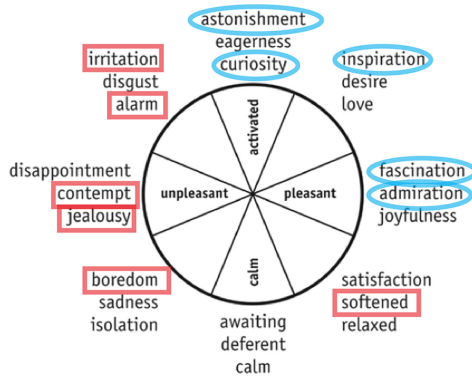 astonishment
eagerness
curiosity
irritation
disgust
alarm
inspiration
desire
love
activated
disappointment
contempt
jealousy
unpleasant
pleasant
fascination
admiration
joyfulness
calm
boredom
sadness
isolation
awaiting
deferent
calm
satisfaction
softened
relaxed